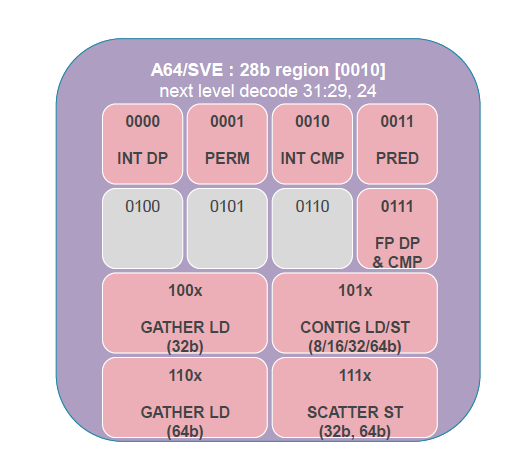 A64/SVE : 28b region [0010]
next level decode 31:29, 24
0000 0001 0010 0011
INT DP PERM INT CMP PRED
0100 0101 0110 0111
FP DP
& CMP
100x 101x
GATHER LD CONTIG LD/ST
(32b) (8/16/32/64b)
110x 111x
GATHER LD SCATTER ST
(64b) (32b, 64b)